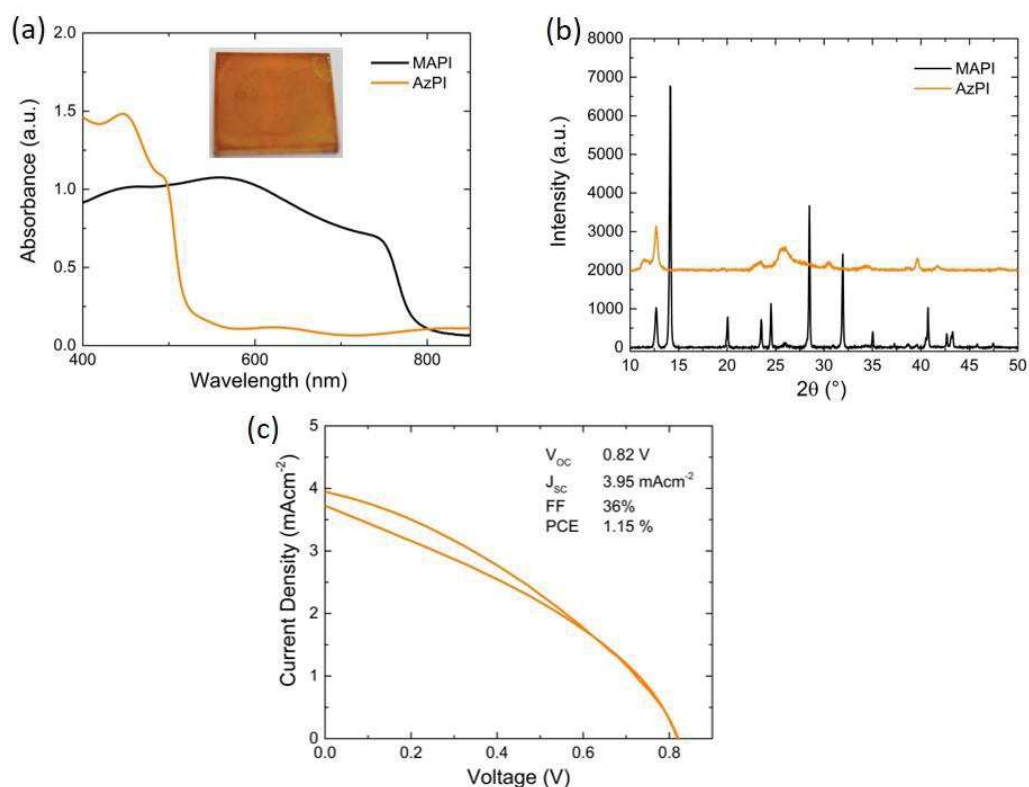 (a)
2.0
1.5
1.0
0.5
0.0
Absorbance (a.u.)
MAPI
AzPI
400
600
800
Wavelength (nm)
(b)
8000
7000
6000
5000
4000
3000
2000
1000
0
Intensity (a.u.)
MAPI
AzPI
10 15 20 25 30 35 40 45 50
2θ (°)
(c)
5
4
3
2
1
0
Current Density (mAcm⁻²)
V_OC 0.82 V
J_SC 3.95 mAcm⁻²
FF 36%
PCE 1.15 %
0.0 0.2 0.4 0.6 0.8
Voltage (V)